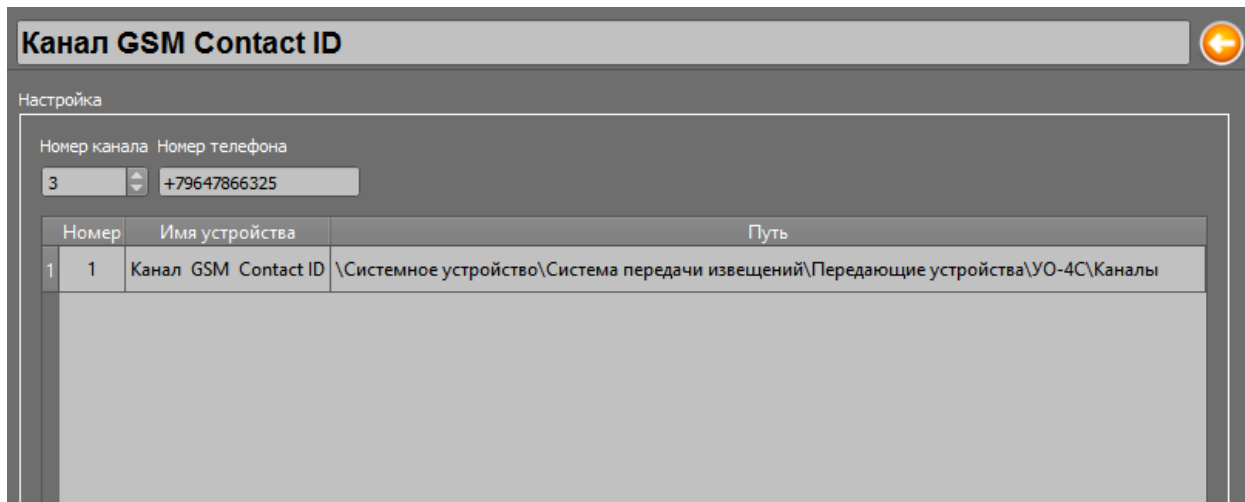 Канал GSM Contact ID
Настройка
Номер канала Номер телефона
3 +79647866325
Номер Имя устройства Путь
1 1 Канал GSM Contact ID \Системное устройство\Система передачи извещений\Передающие устройства\УО-4С\Каналы